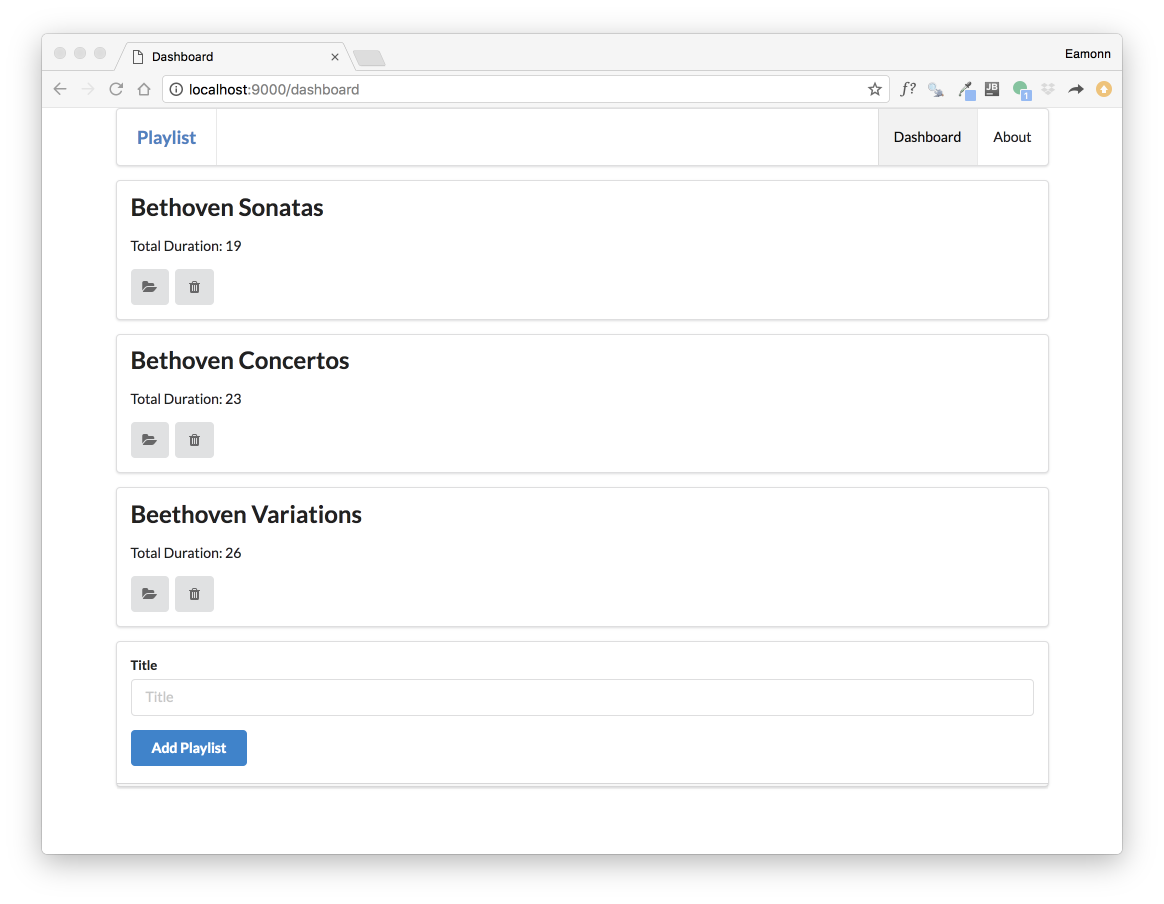 Dashboard
Eamonn
localhost:9000/dashboard
f?
JB
1
Playlist
Dashboard
About
Bethoven Sonatas
Total Duration: 19
Bethoven Concertos
Total Duration: 23
Beethoven Variations
Total Duration: 26
Title
Title
Add Playlist